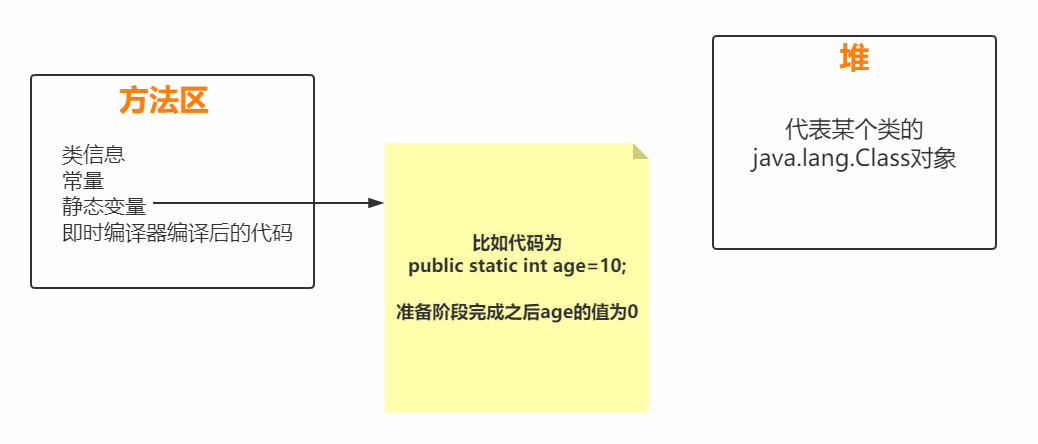 方法区
类信息
常量
静态变量
即时编译器编译后的代码
比如代码为
public static int age=10;
准备阶段完成之后age的值为0
堆
代表某个类的
java.lang.Class对象